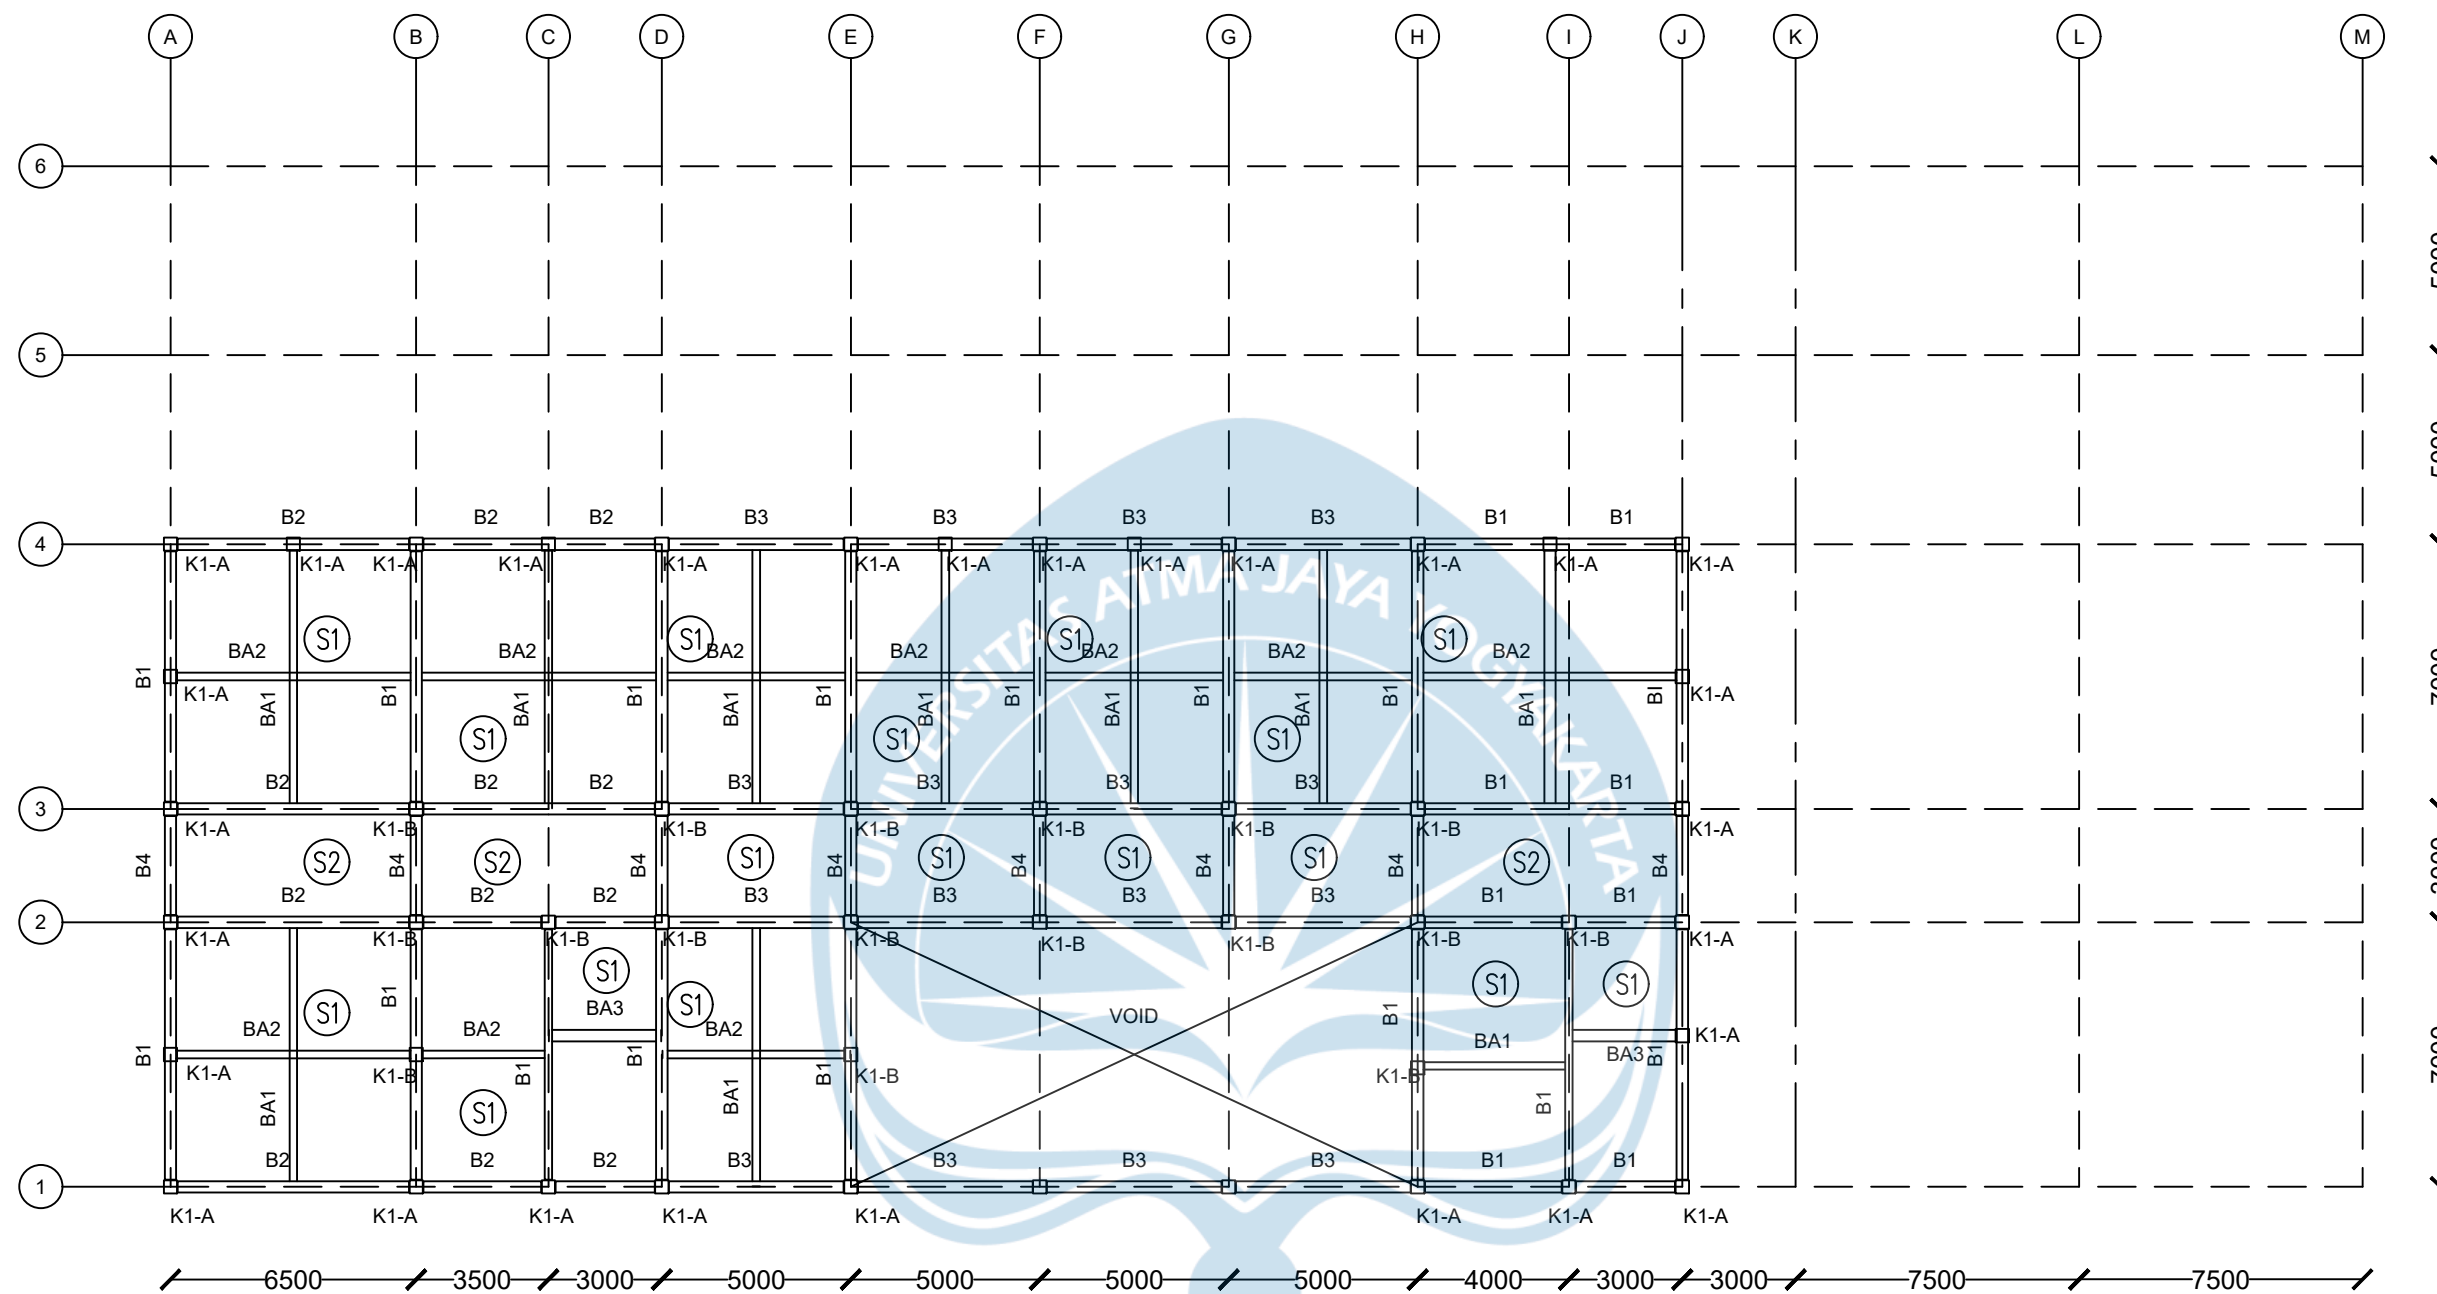 A B C D E F G H I J K L M
6
5
5000
5000
B2 B2 B2 B3 B3 B3 B3 B1 B1
4
K1-A K1-A K1-A K1-A K1-A K1-A K1-A K1-A K1-A K1-A K1-A K1-A K1-A
S1 S1 S1 S1
BA2 BA2 BA2 BA2 BA2 BA2 BA2
B1 B1 B1 B1 B1 B1 B1 B1 7000
K1-A K1-A
BA1 BA1 BA1 BA1 BA1 BA1 BA1
S1 S1 S1
B2 B2 B2 B3 B3 B3 B3 B1 B1
3
K1-A K1-B K1-B K1-B K1-B K1-B K1-B K1-A
B4 S2 B4 S2 B4 S1 B4 S1 B4 S1 B4 S1 B4 S2 B4 3000
B2 B2 B2 B3 B3 B3 B3 B1 B1
2
K1-A K1-B K1-B K1-B K1-B K1-B K1-B K1-B K1-B K1-A
S1 S1 S1
B1 S1 S1 B1
BA3 VOID
BA2 BA2 BA2 BA1 K1-A
B1 B1 BA3 B1 7000
K1-A K1-B B1 B1 K1-B K1-B
BA1 S1 BA1 B1
B2 B2 B2 B3 B3 B3 B3 B1 B1
1
K1-A K1-A K1-A K1-A K1-A K1-A K1-A K1-A
6500 3500 3000 5000 5000 5000 5000 4000 3000 3000 7500 7500
UNIVERSITAS ATMA JAYA YOGYAKARTA